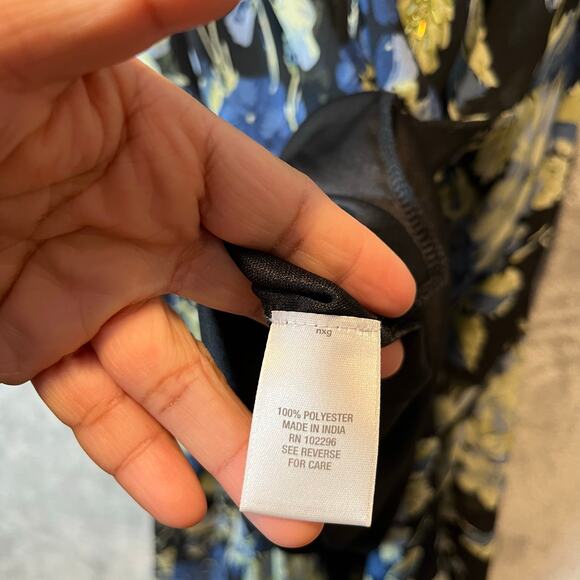 nxg
100% POLYESTER
MADE IN INDIA
RN 102296
SEE REVERSE
FOR CARE